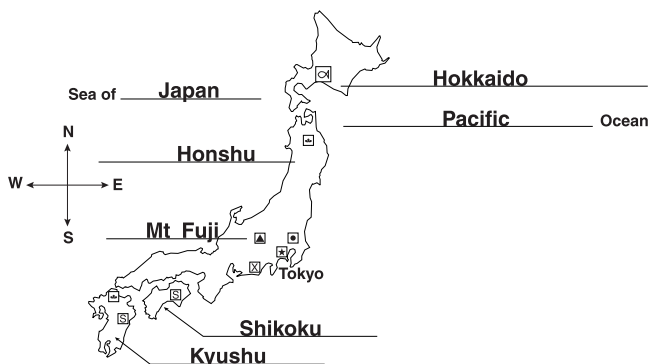 Hokkaido
Sea of Japan
Pacific Ocean
N
Honshu
W E
S
Mt Fuji
X
Tokyo
S
S
Shikoku
Kyushu